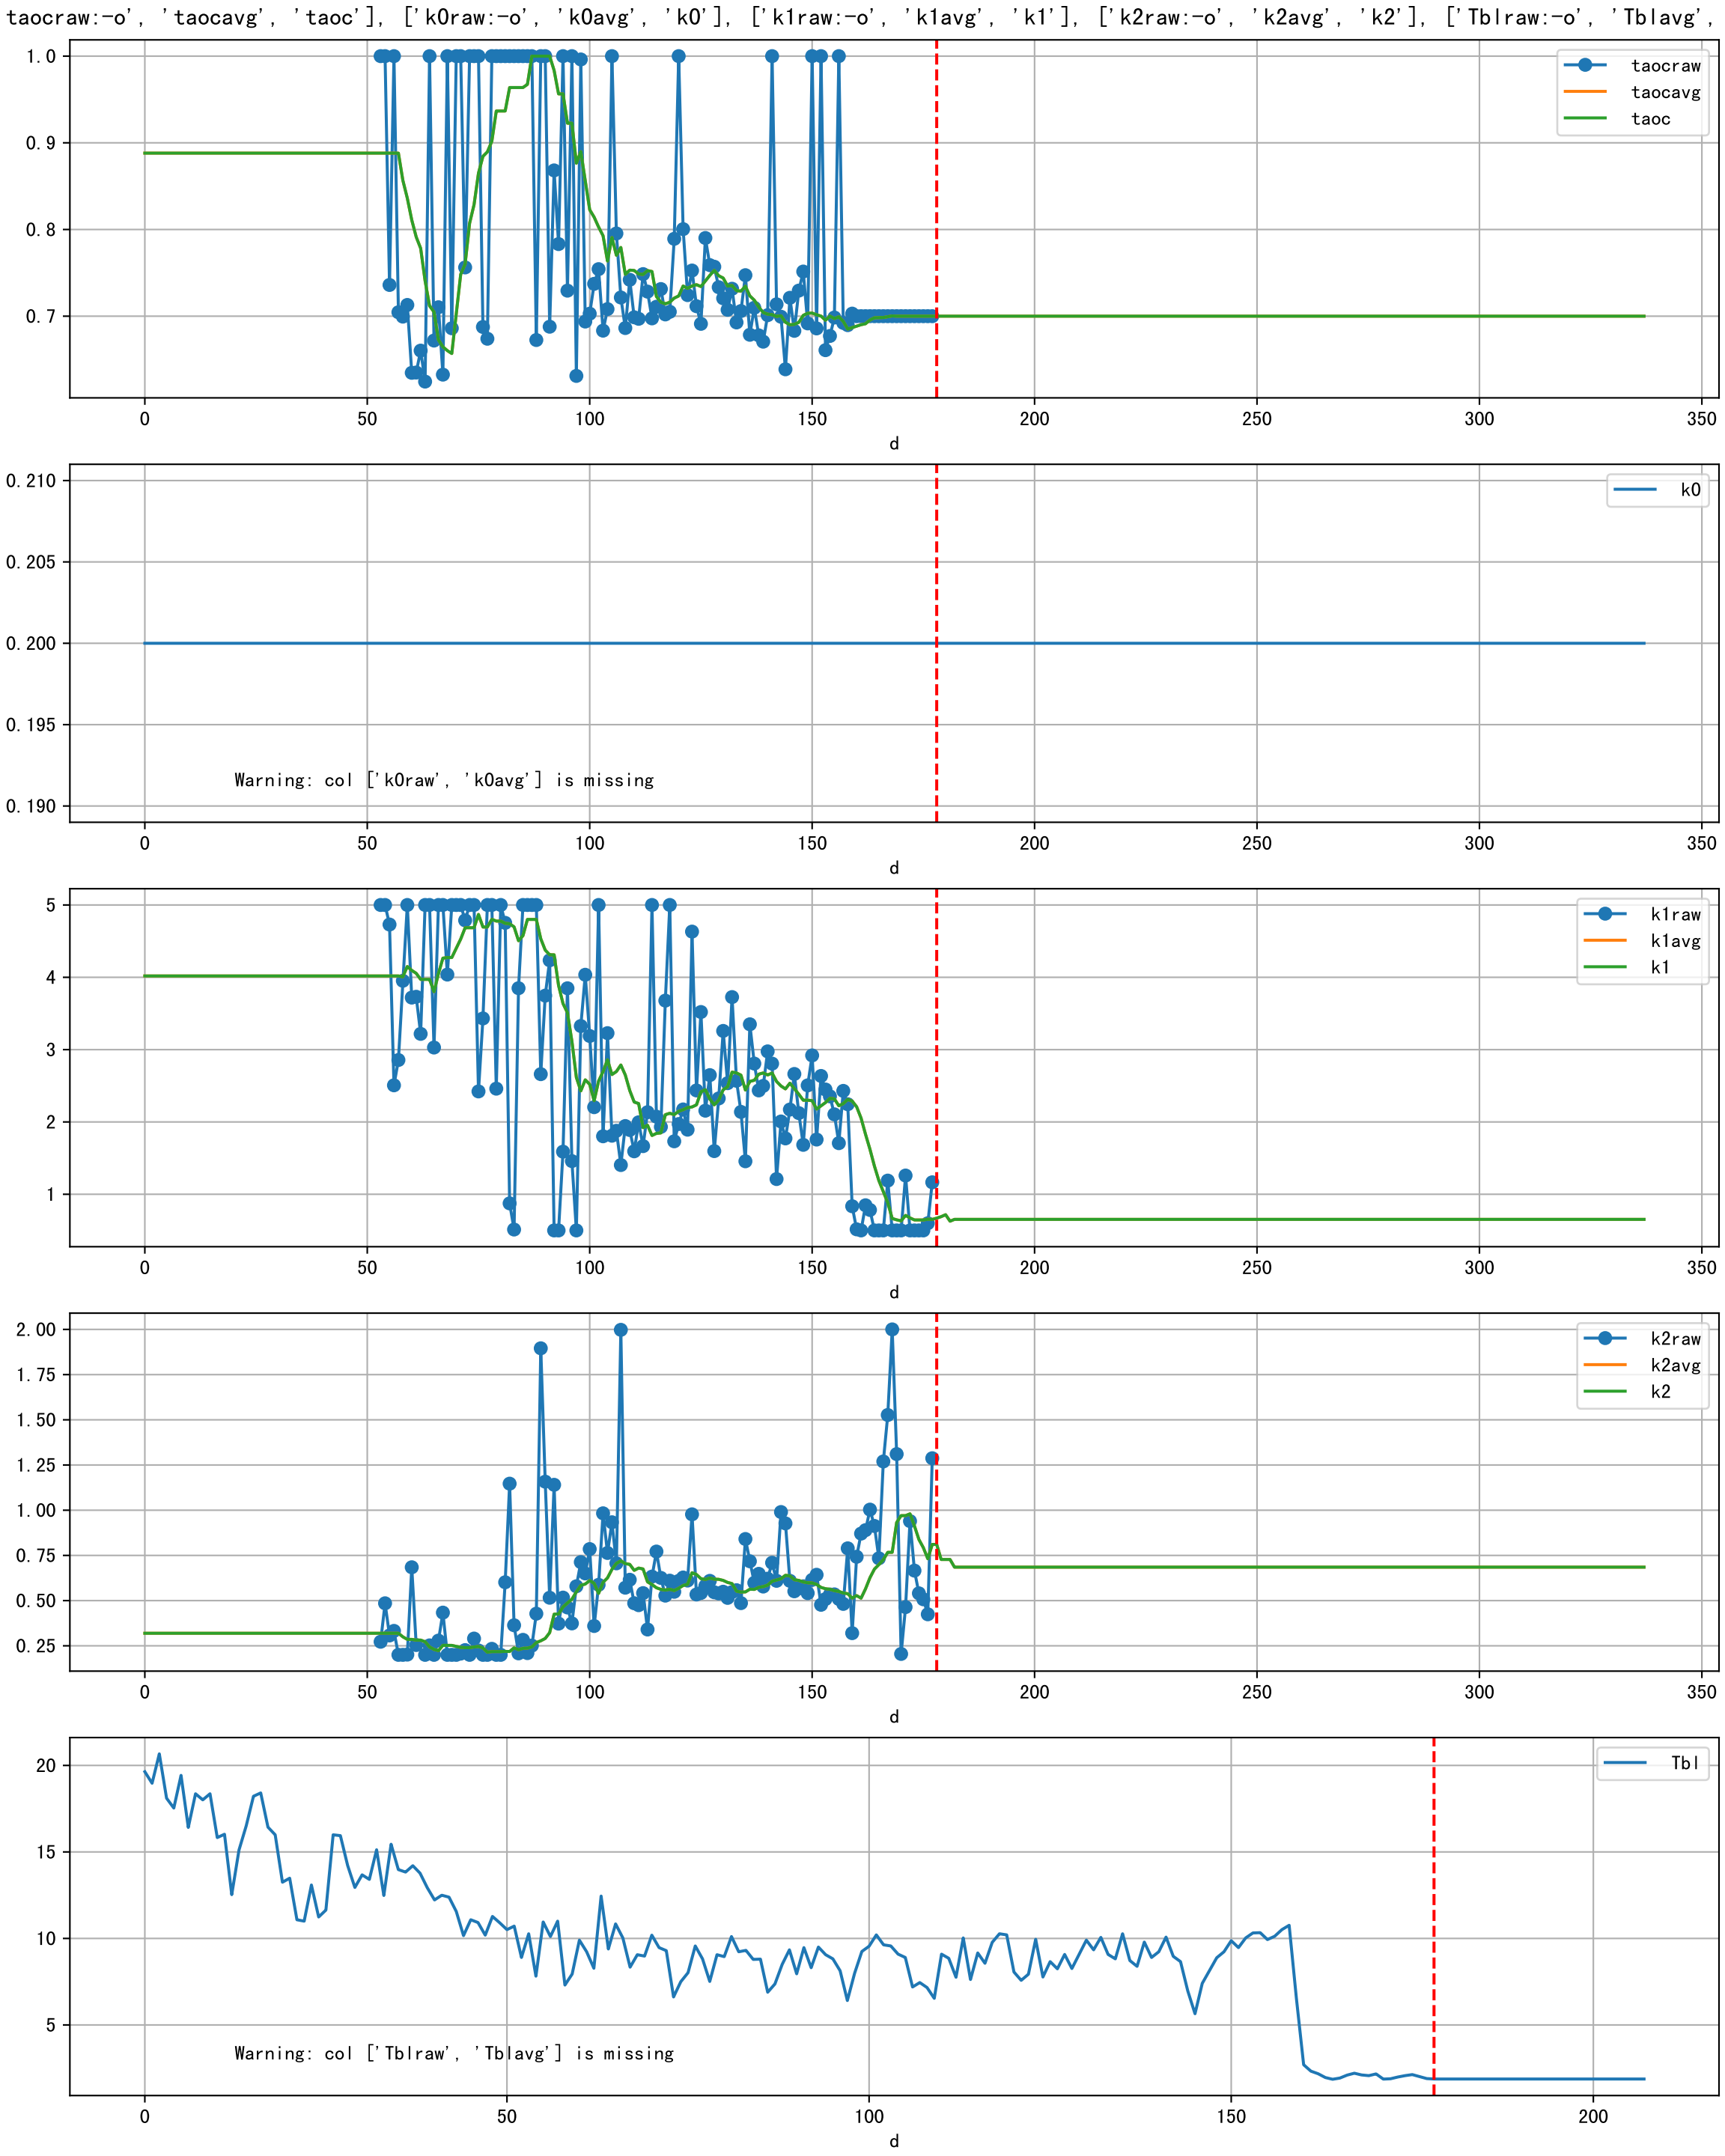 taocraw:-o', 'taocavg', 'taoc'], ['k0raw:-o', 'k0avg', 'k0'], ['k1raw:-o', 'k1avg', 'k1'], ['k2raw:-o', 'k2avg', 'k2'], ['Tblraw:-o', 'Tblavg',
1.0
0.9
0.8
0.7
taocraw
taocavg
taoc
0 50 100 150 200 250 300 350
d
0.210
0.205
0.200
0.195
0.190
k0
Warning: col ['k0raw', 'k0avg'] is missing
0 50 100 150 200 250 300 350
d
5
4
3
2
1
k1raw
k1avg
k1
0 50 100 150 200 250 300 350
d
2.00
1.75
1.50
1.25
1.00
0.75
0.50
0.25
k2raw
k2avg
k2
0 50 100 150 200 250 300 350
d
20
15
10
5
Tbl
Warning: col ['Tblraw', 'Tblavg'] is missing
0 50 100 150 200
d